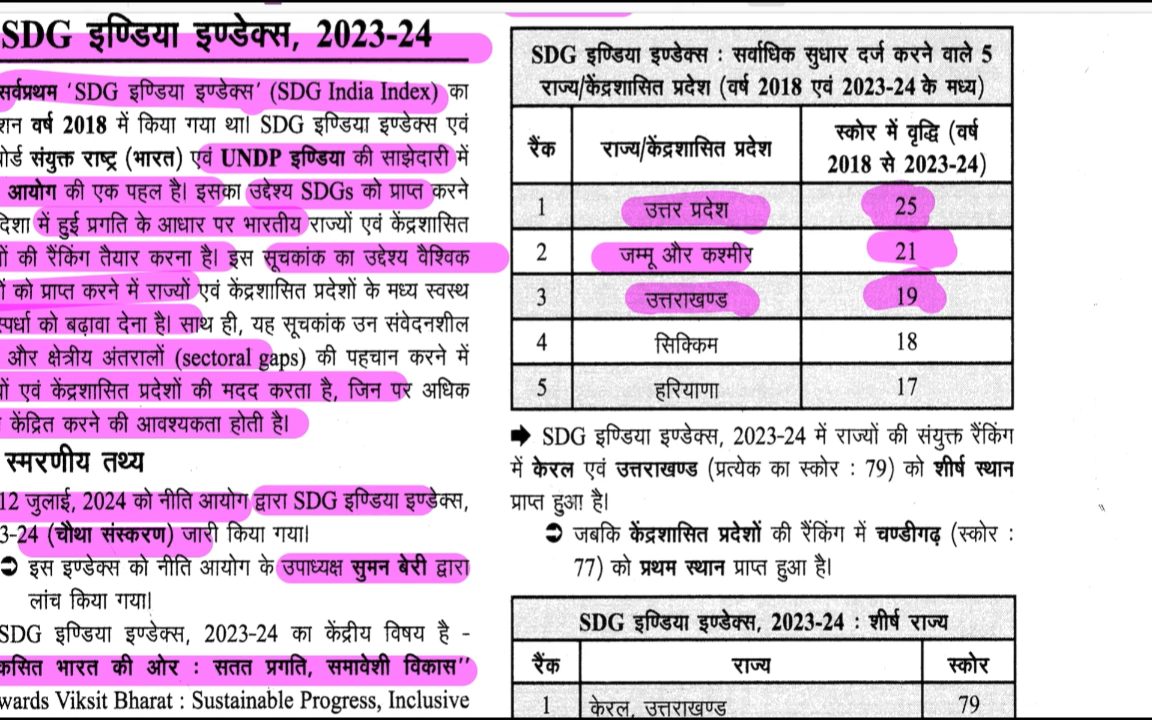 SDG इण्डिया इण्डेक्स, 2023-24
सर्वप्रथम 'SDG इण्डिया इण्डेक्स' (SDG India Index) का
शन वर्ष 2018 में किया गया था। SDG इण्डिया इण्डेक्स एवं
बोर्ड संयुक्त राष्ट्र (भारत) एवं UNDP इण्डिया की साझेदारी में
आयोग की एक पहल है। इसका उद्देश्य SDGs को प्राप्त करने
दिशा में हुई प्रगति के आधार पर भारतीय राज्यों एवं केंद्रशासित
की रैंकिंग तैयार करना है। इस सूचकांक का उद्देश्य वैश्विक
को प्राप्त करने में राज्यों एवं केंद्रशासित प्रदेशों के मध्य स्वस्थ
स्पर्धा को बढ़ावा देना है। साथ ही, यह सूचकांक उन संवेदनशील
और क्षेत्रीय अंतरालों (sectoral gaps) की पहचान करने में
एवं केंद्रशासित प्रदेशों की मदद करता है, जिन पर अधिक
केंद्रित करने की आवश्यकता होती है।
स्मरणीय तथ्य
12 जुलाई, 2024 को नीति आयोग द्वारा SDG इण्डिया इण्डेक्स,
3-24 (चौथा संस्करण) जारी किया गया।
➲ इस इण्डेक्स को नीति आयोग के उपाध्यक्ष सुमन बेरी द्वारा
लांच किया गया।
SDG इण्डिया इण्डेक्स, 2023-24 का केंद्रीय विषय है -
कसित भारत की ओर : सतत प्रगति, समावेशी विकास''
wards Viksit Bharat : Sustainable Progress, Inclusive
SDG इण्डिया इण्डेक्स : सर्वाधिक सुधार दर्ज करने वाले 5
राज्य/केंद्रशासित प्रदेश (वर्ष 2018 एवं 2023-24 के मध्य)
रैंक राज्य/केंद्रशासित प्रदेश स्कोर में वृद्धि (वर्ष
2018 से 2023-24)
1 उत्तर प्रदेश 25
2 जम्मू और कश्मीर 21
3 उत्तराखण्ड 19
4 सिक्किम 18
5 हरियाणा 17
➡ SDG इण्डिया इण्डेक्स, 2023-24 में राज्यों की संयुक्त रैंकिंग
में केरल एवं उत्तराखण्ड (प्रत्येक का स्कोर : 79) को शीर्ष स्थान
प्राप्त हुआ है।
➲ जबकि केंद्रशासित प्रदेशों की रैंकिंग में चण्डीगढ़ (स्कोर :
77) को प्रथम स्थान प्राप्त हुआ है।
SDG इण्डिया इण्डेक्स, 2023-24 : शीर्ष राज्य
रैंक राज्य स्कोर
1 केरल, उत्तराखण्ड 79